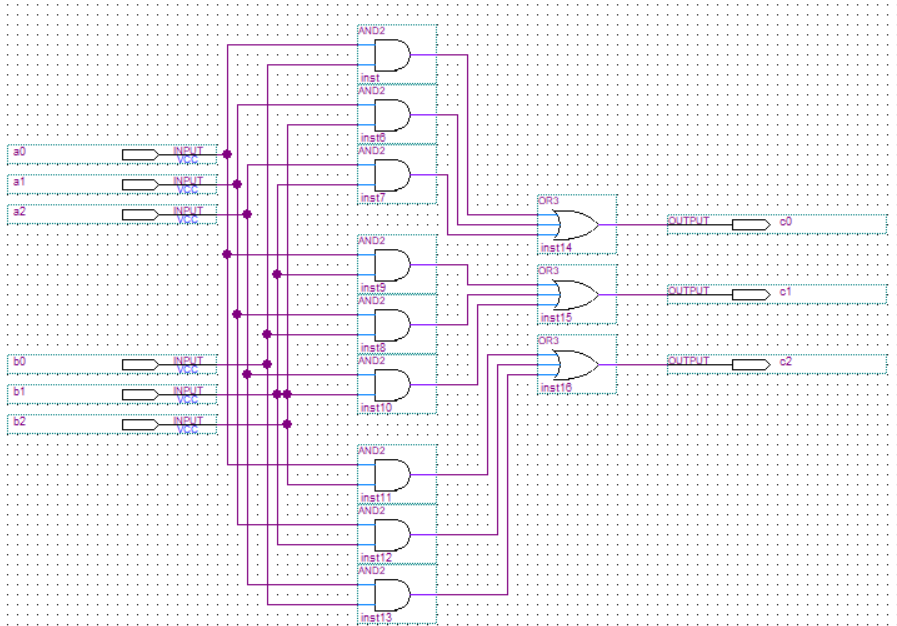 AND2
inst
AND2
inst6
AND2
inst7
a0 INPUT
VCC
a1 INPUT
VCC
a2 INPUT
VCC
OR3
inst14
OUTPUT c0
AND2
inst9
AND2
inst8
AND2
inst10
OR3
inst15
OUTPUT c1
OR3
inst16
OUTPUT c2
b0 INPUT
VCC
b1 INPUT
VCC
b2 INPUT
VCC
AND2
inst11
AND2
inst12
AND2
inst13